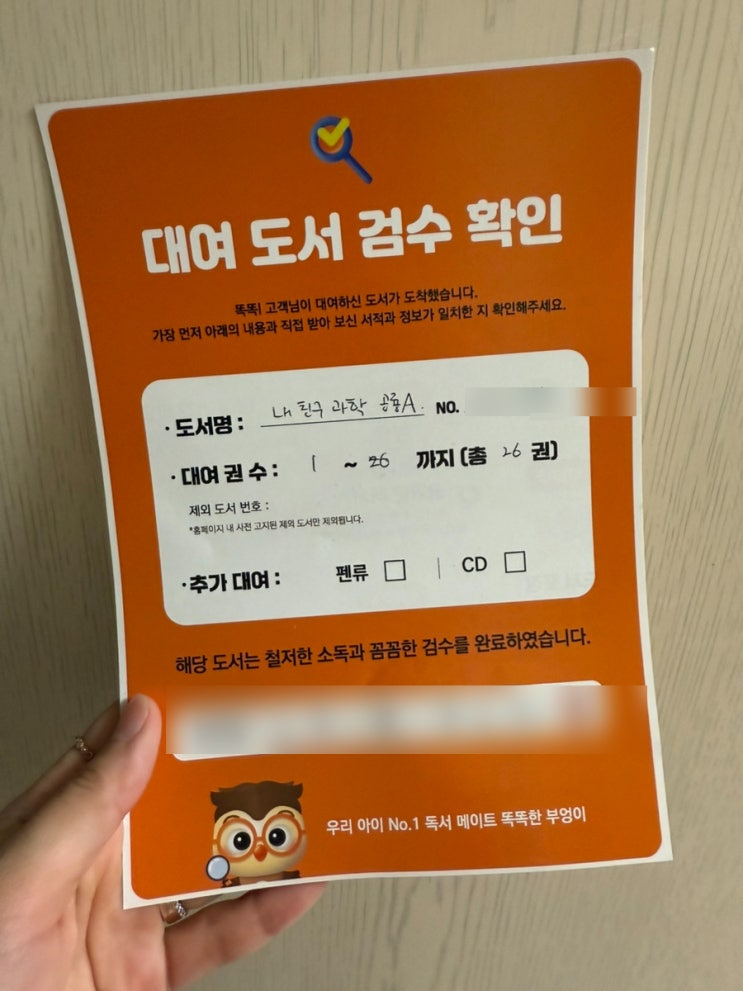 대여 도서 검수 확인
똑똑! 고객님이 대여하신 도서가 도착했습니다.
가장 먼저 아래의 내용과 직접 받아 보신 서적과 정보가 일치한 지 확인해주세요.
· 도서명 : 내 친구 과학 공룡A. NO.
· 대여 권 수 : 1 ~ 26 까지 (총 26 권)
제외 도서 번호 :
*홈페이지 내 사전 고지된 제외 도서만 제외됩니다.
· 추가 대여 : 펜류 □ | CD □
해당 도서는 철저한 소독과 꼼꼼한 검수를 완료하였습니다.
우리 아이 No.1 독서 메이트 똑똑한 부엉이